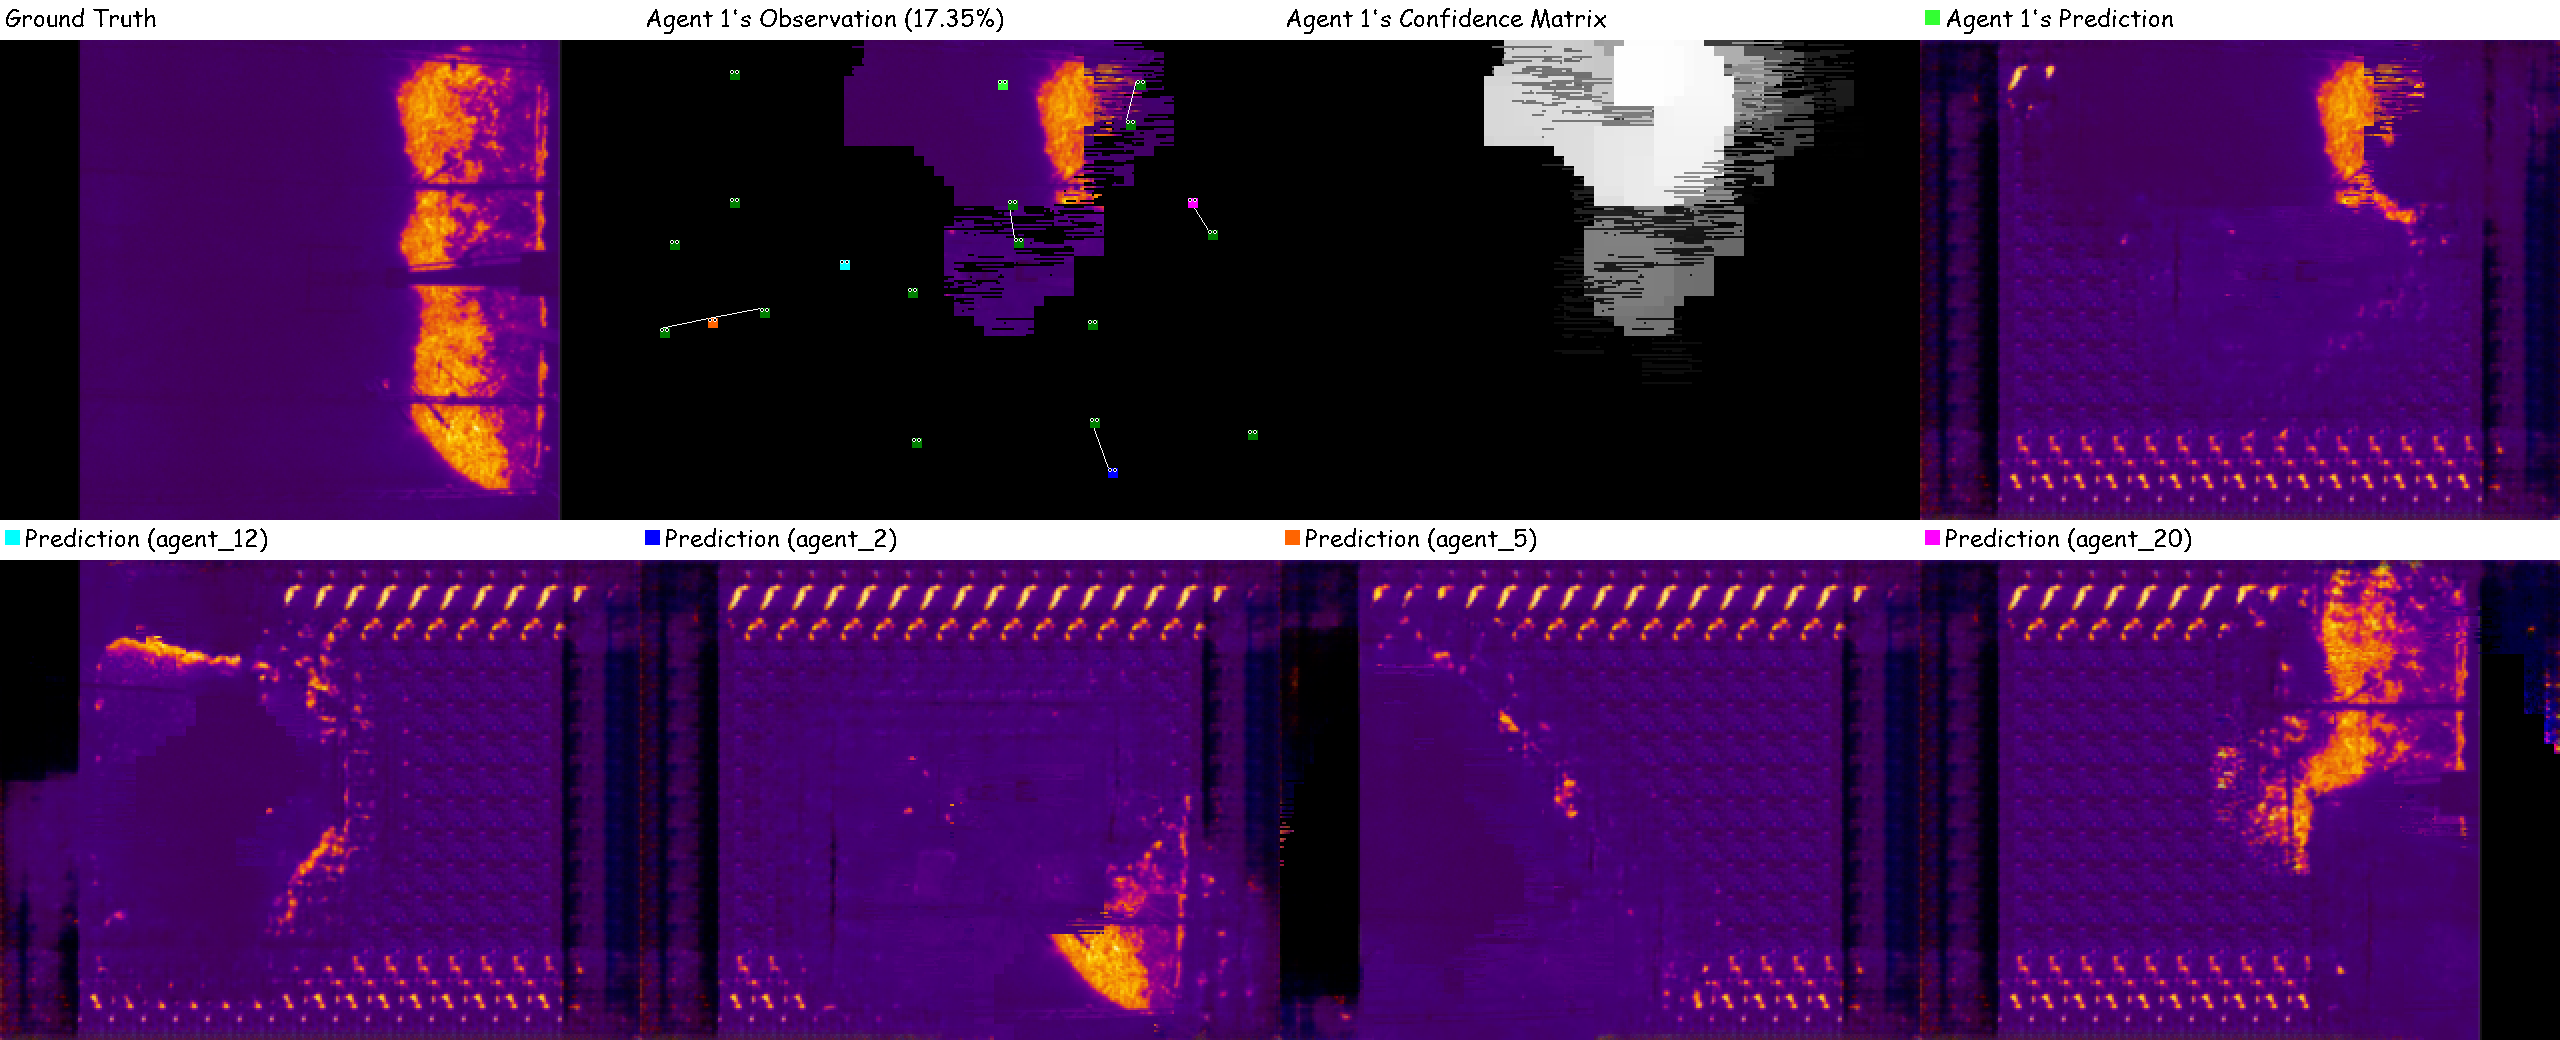 Ground Truth
Agent 1's Observation (17.35%)
Agent 1's Confidence Matrix
Agent 1's Prediction
Prediction (agent_12)
Prediction (agent_2)
Prediction (agent_5)
Prediction (agent_20)